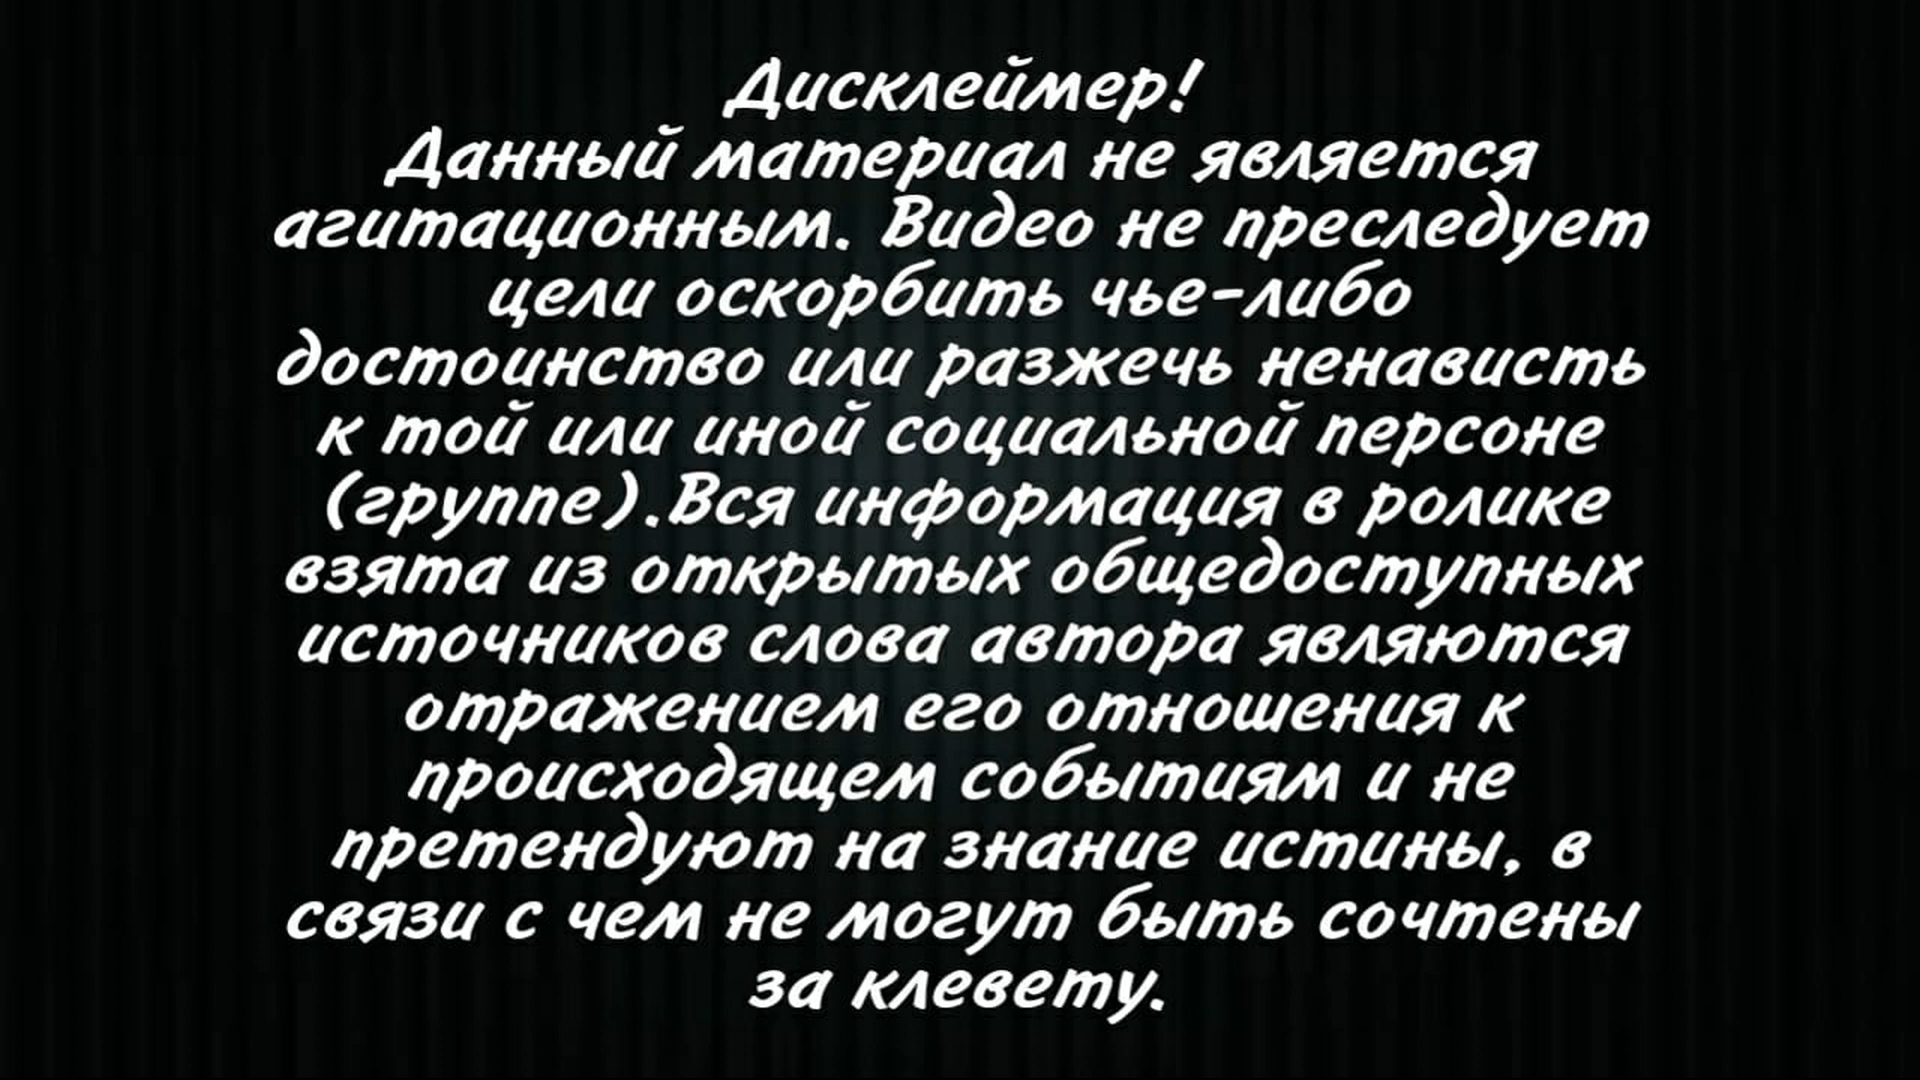 Дисклеймер!
Данный материал не является
агитационным. Видео не преследует
цели оскорбить чье-либо
достоинство или разжечь ненависть
к той или иной социальной персоне
(группе).Вся информация в ролике
взята из открытых общедоступных
источников слова автора являются
отражением его отношения к
происходящем событиям и не
претендуют на знание истины, в
связи с чем не могут быть сочтены
за клевету.